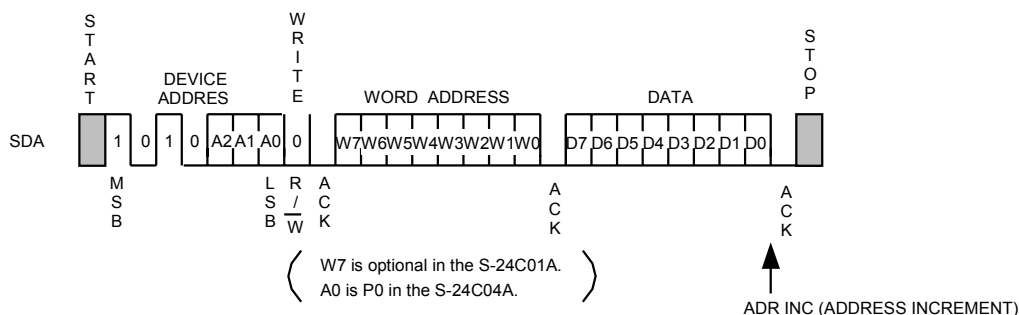 START
WRITE
STOP
DEVICE
ADDRES
WORD ADDRESS
DATA
SDA
1 0 1 0 A2 A1 A0 0 W7 W6 W5 W4 W3 W2 W1 W0 D7 D6 D5 D4 D3 D2 D1 D0
MSB
LSB
R/W
ACK
ACK
ACK
W7 is optional in the S-24C01A.
A0 is P0 in the S-24C04A.
ADR INC (ADDRESS INCREMENT)